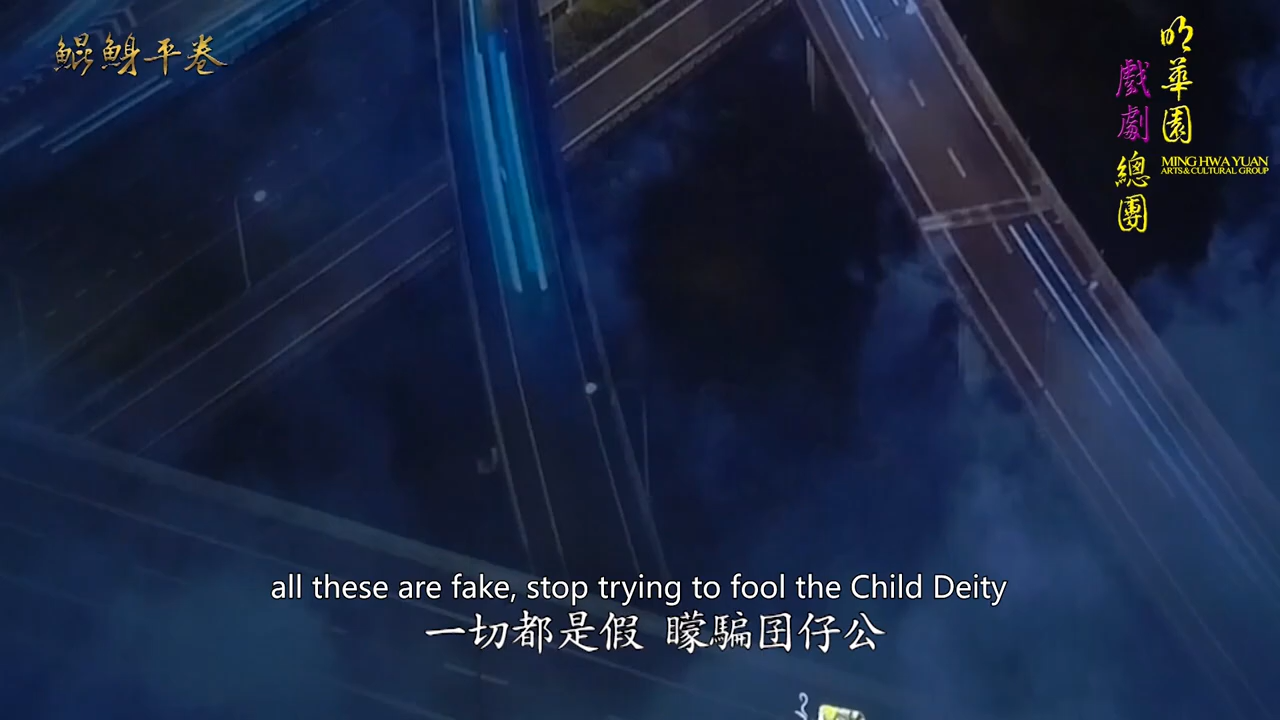 鯤鯓平卷
明華園
戲劇總團
MING HWA YUAN
ARTS & CULTURAL GROUP
all these are fake, stop trying to fool the Child Deity
一切都是假 矇騙囝仔公